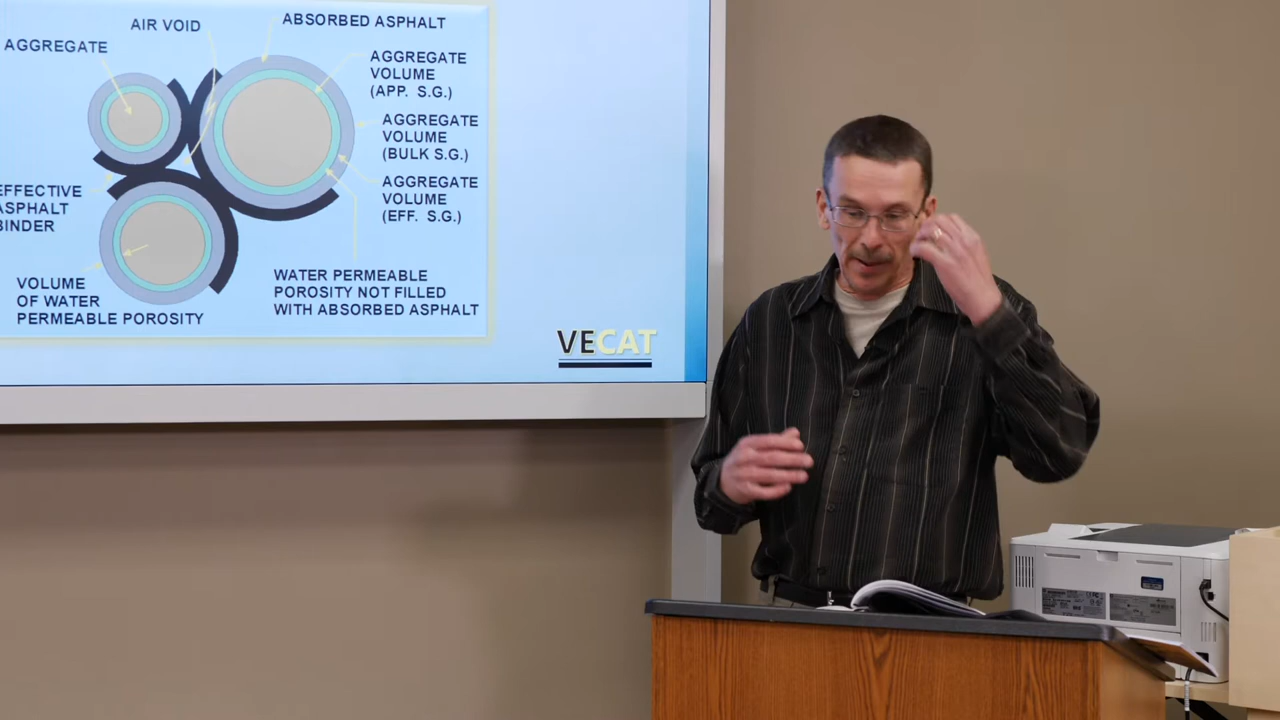 AIR VOID
ABSORBED ASPHALT
AGGREGATE
AGGREGATE
VOLUME
(APP. S.G.)
AGGREGATE
VOLUME
(BULK S.G.)
AGGREGATE
VOLUME
(EFF. S.G.)
EFFECTIVE
ASPHALT
BINDER
WATER PERMEABLE
POROSITY NOT FILLED
WITH ABSORBED ASPHALT
VOLUME
OF WATER
PERMEABLE POROSITY
VECAT